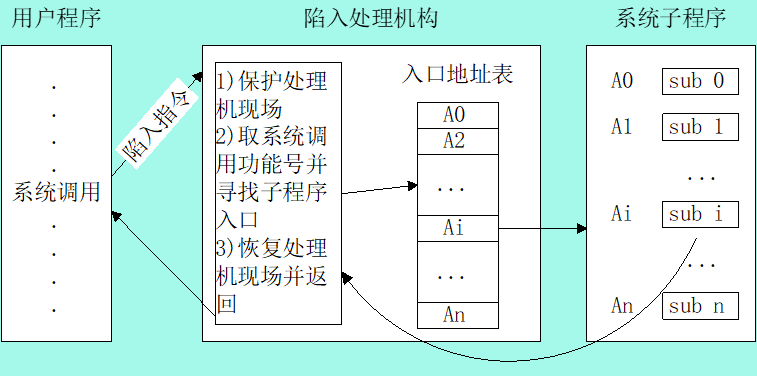 用户程序
陷入处理机构
系统子程序
陷入指令
系统调用
1)保护处理
机现场
2)取系统调
用功能号并
寻找子程序
入口
3)恢复处理
机现场并返
回
入口地址表
A0
A2
...
Ai
...
An
A0 sub 0
A1 sub 1
...
Ai sub i
...
An sub n